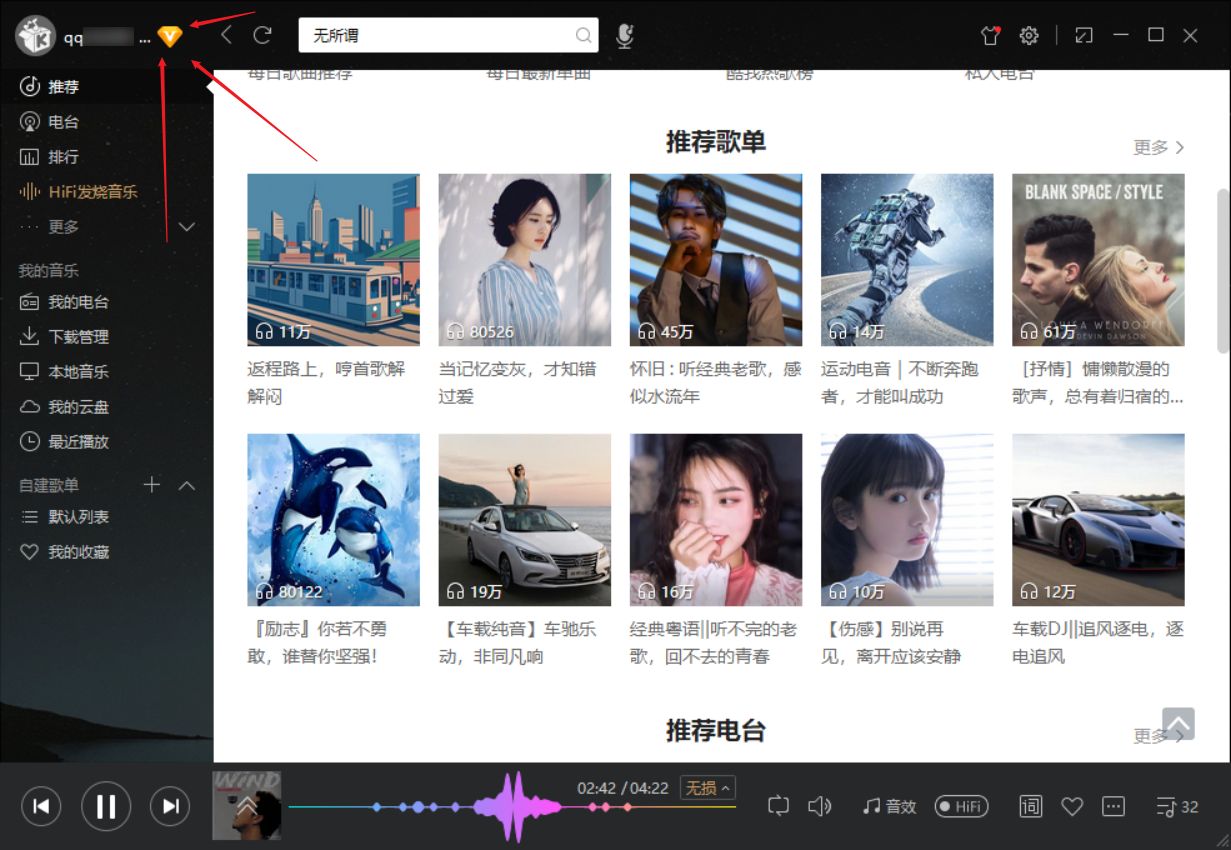 qq
...
无所谓
推荐
电台
排行
HiFi发烧音乐
更多
我的音乐
我的电台
下载管理
本地音乐
我的云盘
最近播放
自建歌单
默认列表
我的收藏
每日歌曲推荐
每日最新单曲
酷我热歌榜
私人电台
推荐歌单
更多
11万
返程路上，哼首歌解
解闷
80526
当记忆变灰，才知错
过爱
45万
怀旧：听经典老歌，感
似水流年
14万
运动电音｜不断奔跑
者，才能叫成功
BLANK SPACE / STYLE
61万
［抒情］慵懒散漫的
歌声，总有着归宿的...
80122
『励志』你若不勇
敢，谁替你坚强！
19万
【车载纯音】车驰乐
动，非同凡响
16万
经典粤语||听不完的老
歌，回不去的青春
10万
【伤感】别说再
见，离开应该安静
12万
车载DJ||追风逐电，逐
电追风
推荐电台
更多
WiND
02:42 / 04:22
无损
音效
HiFi
词
32